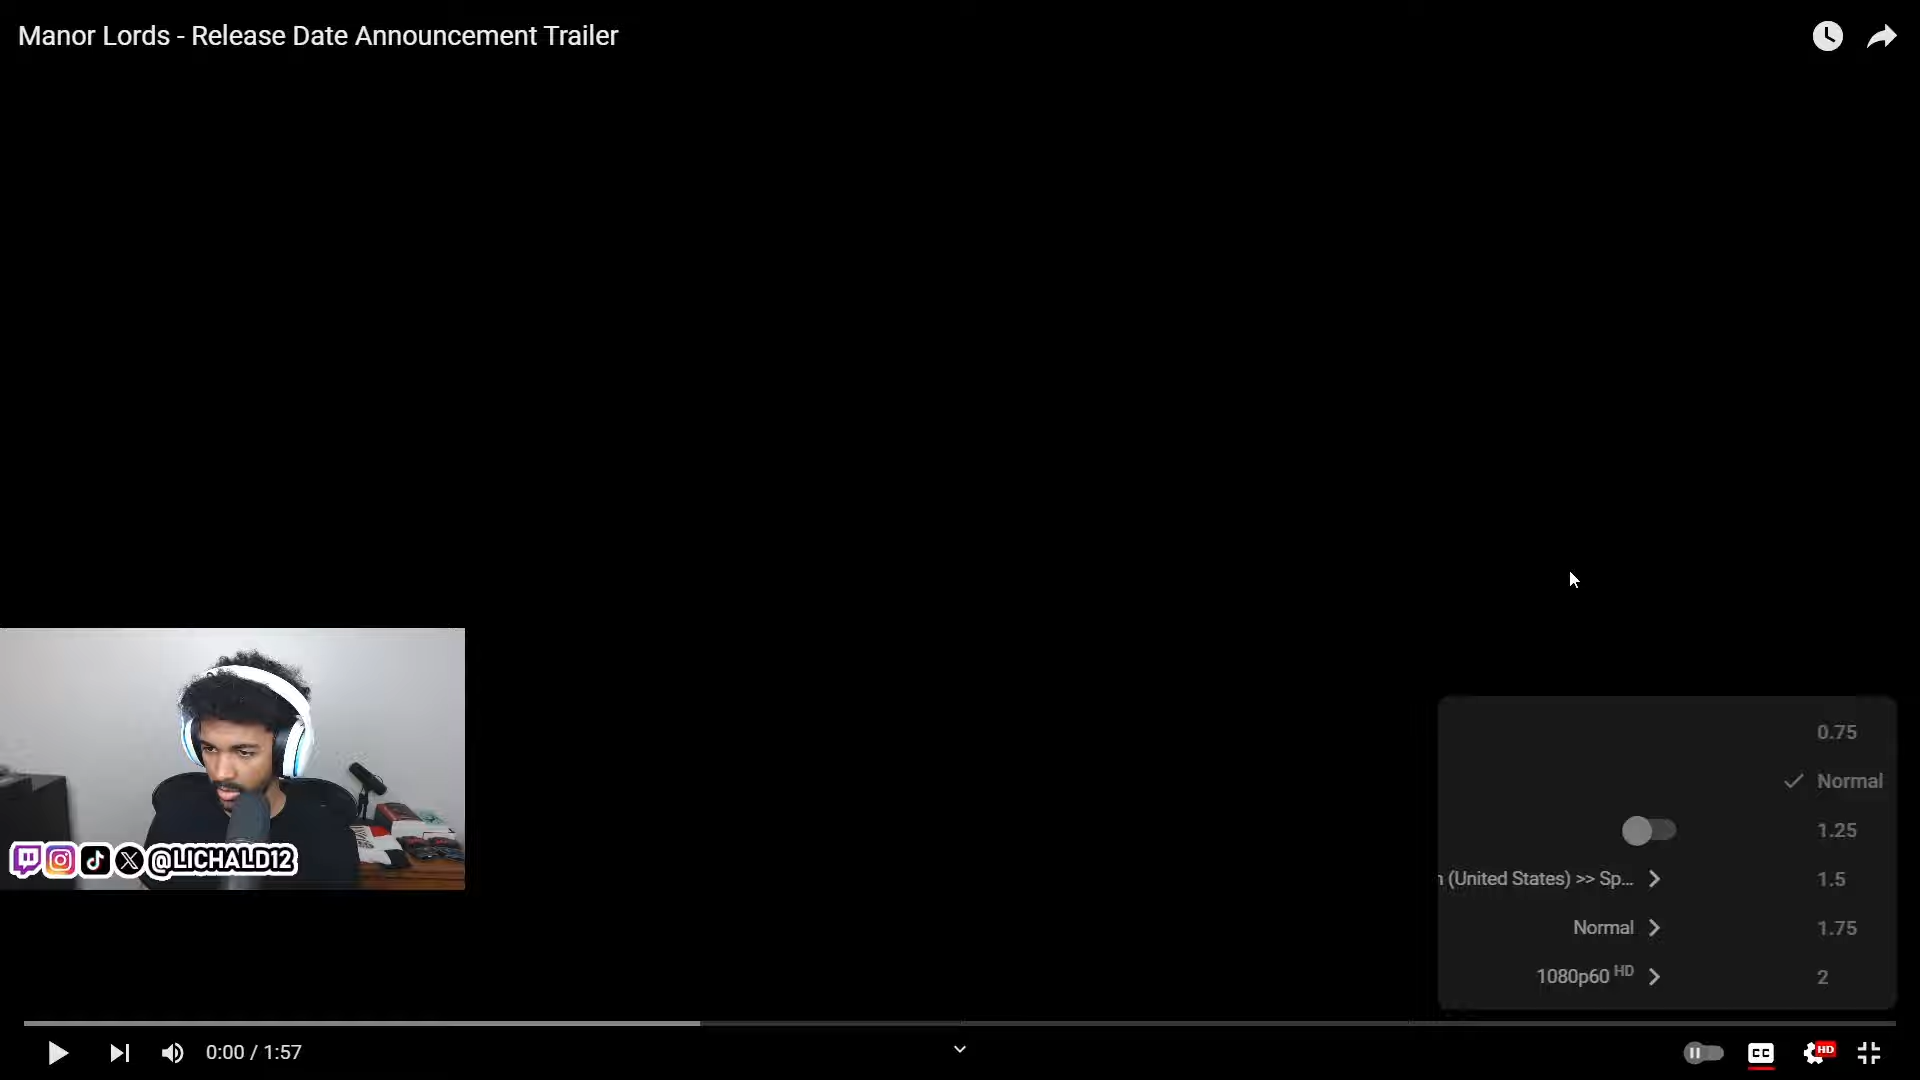 Manor Lords - Release Date Announcement Trailer
0.75
Normal
1.25
(United States) >> Sp...
1.5
Normal
1.75
1080p60 HD
2
@LICHALD12
0:00 / 1:57
CC
HD